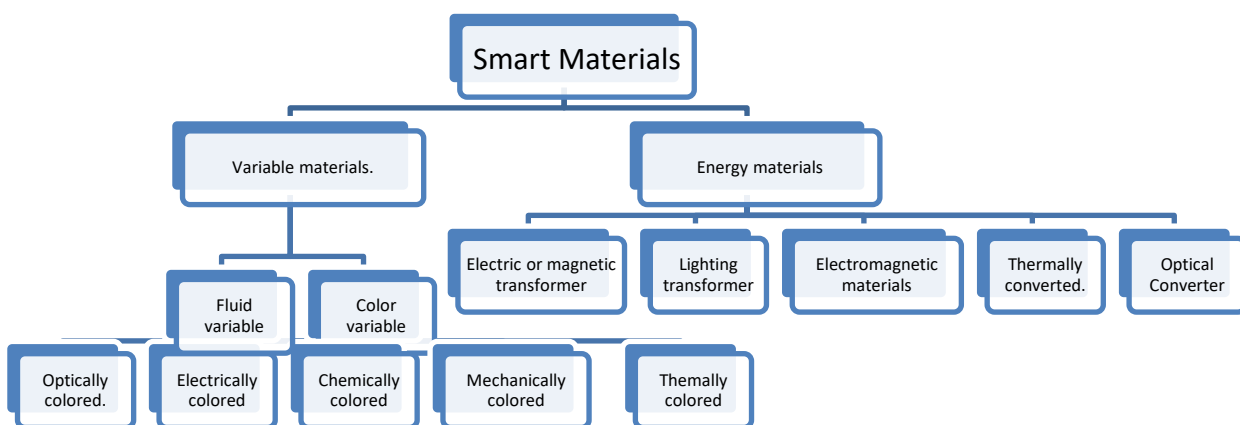 Smart Materials
Variable materials.
Energy materials
Electric or magnetic
transformer
Lighting
transformer
Electromagnetic
materials
Thermally
converted.
Optical
Converter
Fluid
variable
Color
variable
Optically
colored.
Electrically
colored
Chemically
colored
Mechanically
colored
Themally
colored